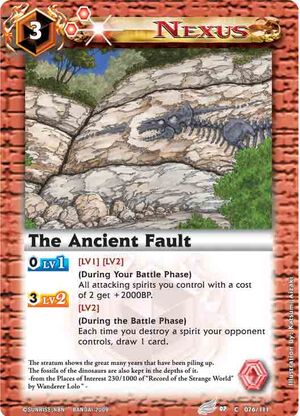 3
NEXUS
The Ancient Fault
0 LV1
[LV1] [LV2]
(During Your Battle Phase)
All attacking spirits you control with a
cost of 2 get +2000BP.
3 LV2
[LV2]
(During the Battle Phase)
Each time you destroy a spirit your opponent
controls, draw 1 card.
Illustration by: Katsumi Aizaki
The stratum shows the great many years that have been piling up.
The fossils of the dinosaurs are also kept in the depths of it.
-from the Places of Interest 230/1000 of "Record of the Strange World"
by Wanderer Lolo" -
©SUNRISE/NBN © BANDAI 2009
C 076/111